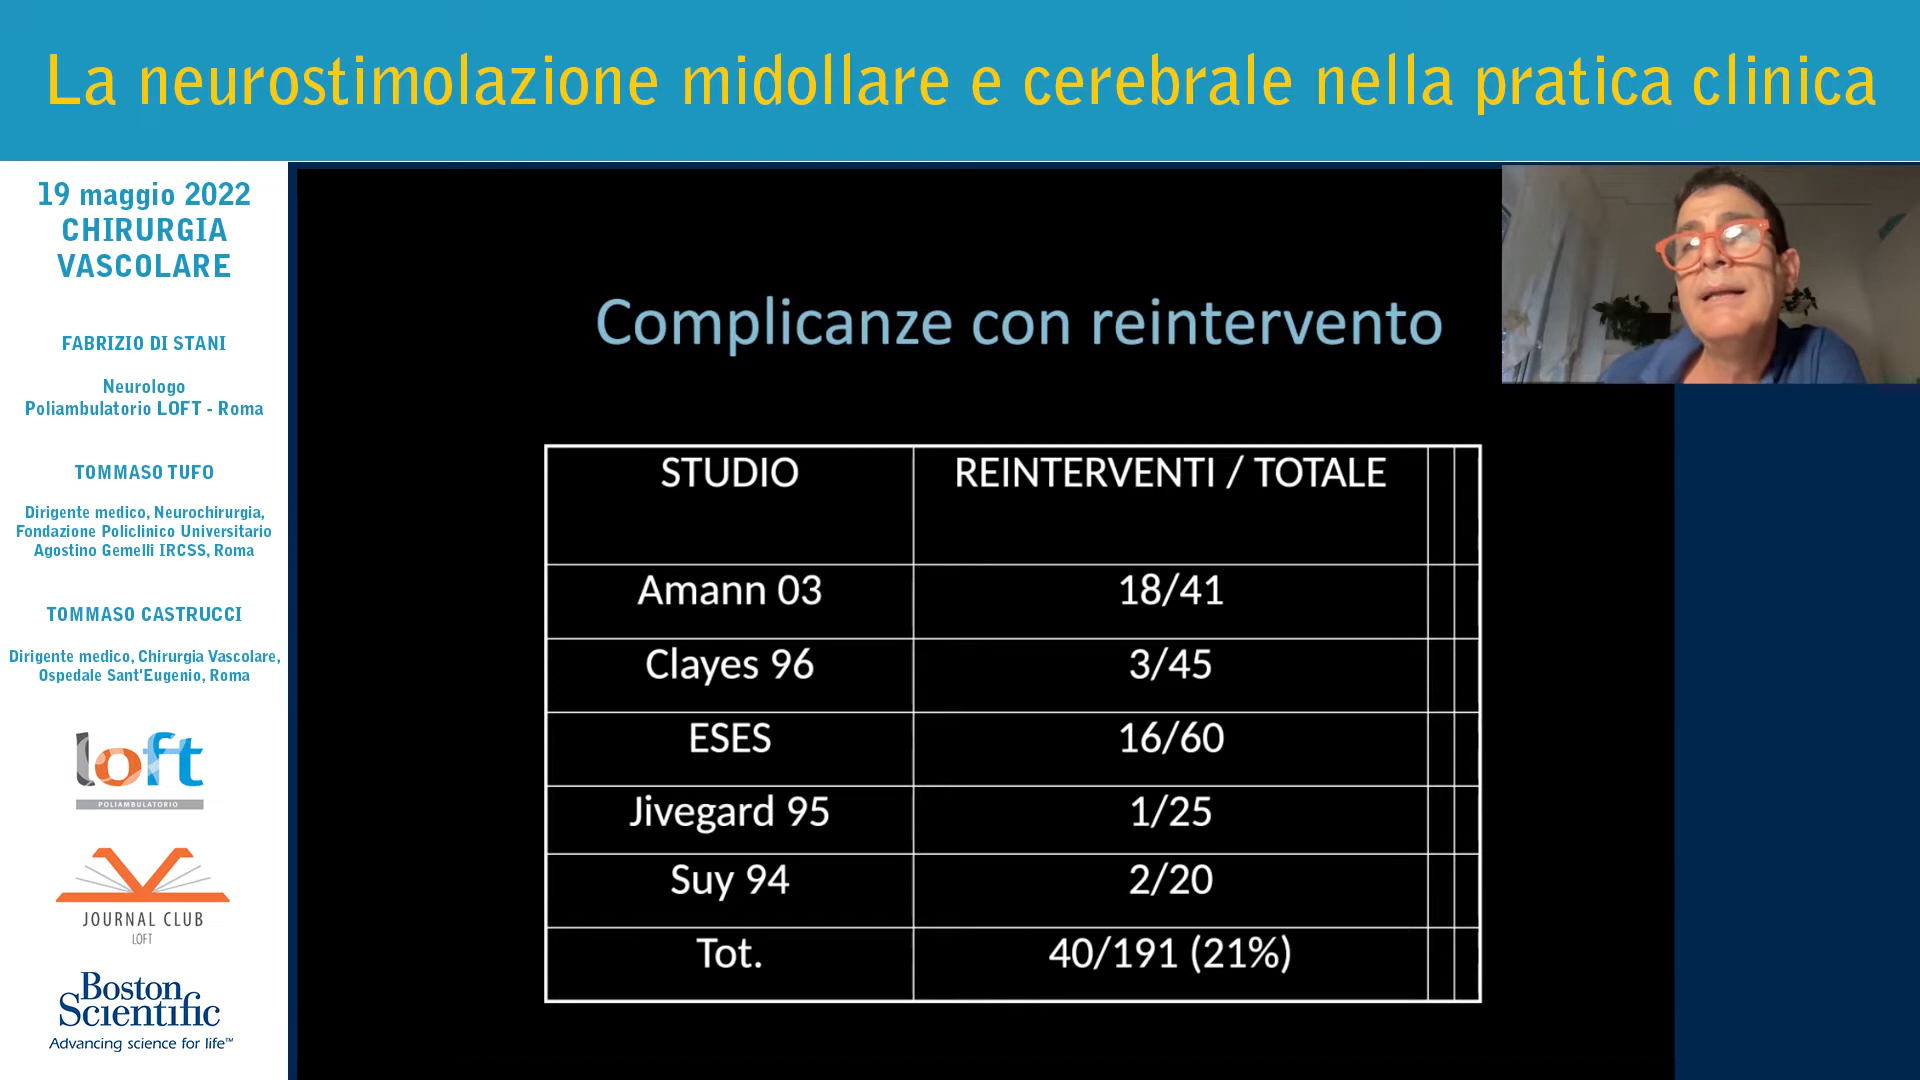 La neurostimolazione midollare e cerebrale nella pratica clinica
19 maggio 2022
CHIRURGIA
VASCOLARE
FABRIZIO DI STANI
Neurologo
Poliambulatorio LOFT - Roma
TOMMASO TUFO
Dirigente medico, Neurochirurgia,
Fondazione Policlinico Universitario
Agostino Gemelli IRCSS, Roma
TOMMASO CASTRUCCI
Dirigente medico, Chirurgia Vascolare,
Ospedale Sant'Eugenio, Roma
loft
POLIAMBULATORIO
JOURNAL CLUB
LOFT
Boston
Scientific
Advancing science for life™
Complicanze con reintervento
STUDIO REINTERVENTI / TOTALE
Amann 03 18/41
Clayes 96 3/45
ESES 16/60
Jivegard 95 1/25
Suy 94 2/20
Tot. 40/191 (21%)